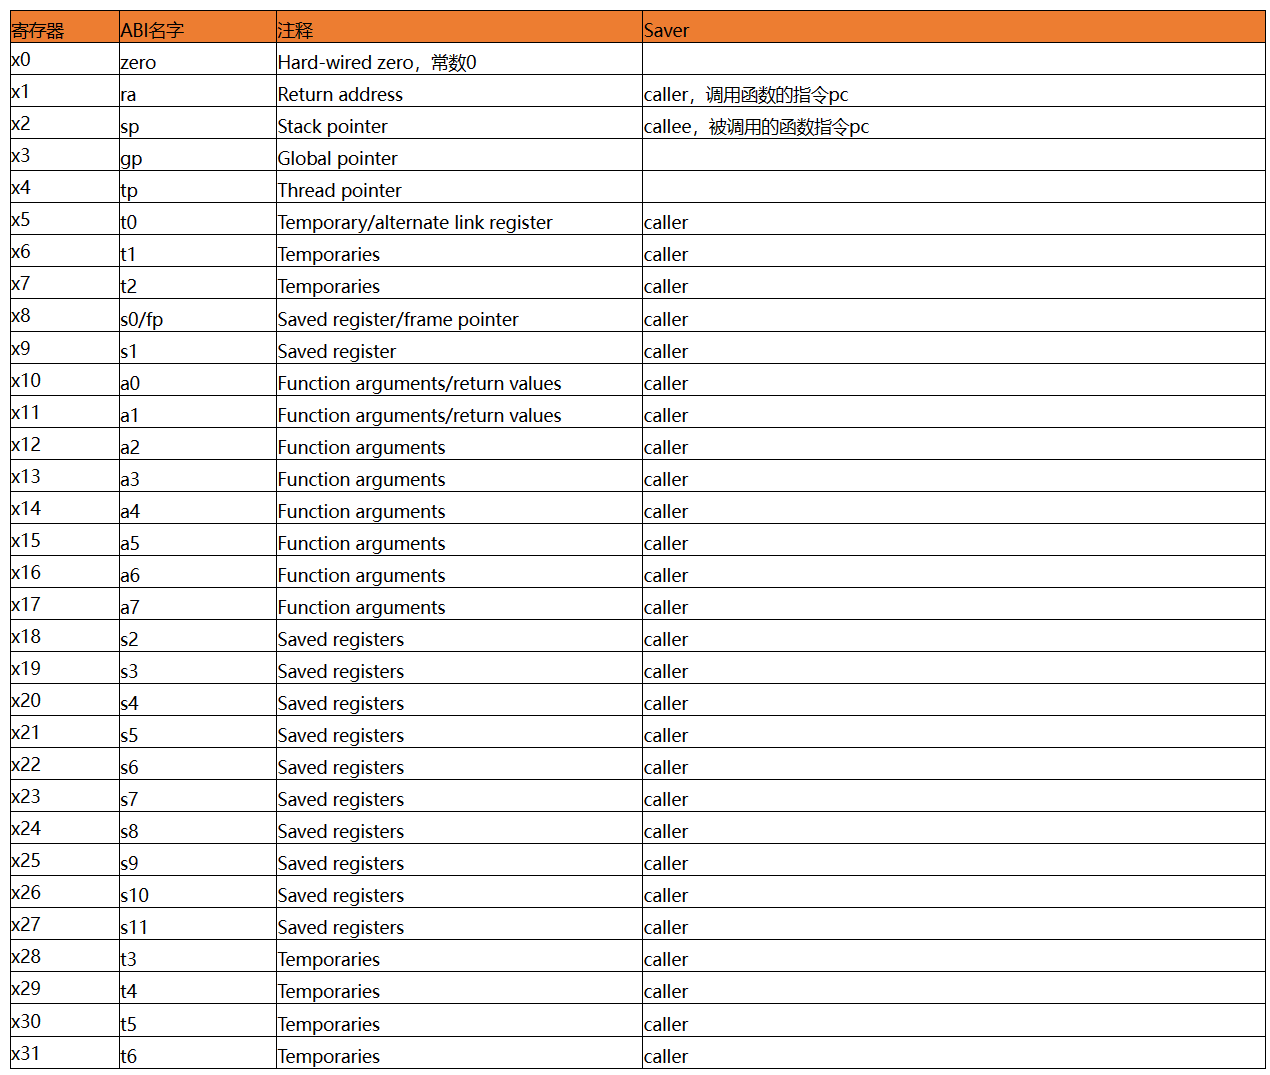 寄存器 ABI名字 注释 Saver
x0 zero Hard-wired zero，常数0
x1 ra Return address caller，调用函数的指令pc
x2 sp Stack pointer callee，被调用的函数指令pc
x3 gp Global pointer
x4 tp Thread pointer
x5 t0 Temporary/alternate link register caller
x6 t1 Temporaries caller
x7 t2 Temporaries caller
x8 s0/fp Saved register/frame pointer caller
x9 s1 Saved register caller
x10 a0 Function arguments/return values caller
x11 a1 Function arguments/return values caller
x12 a2 Function arguments caller
x13 a3 Function arguments caller
x14 a4 Function arguments caller
x15 a5 Function arguments caller
x16 a6 Function arguments caller
x17 a7 Function arguments caller
x18 s2 Saved registers caller
x19 s3 Saved registers caller
x20 s4 Saved registers caller
x21 s5 Saved registers caller
x22 s6 Saved registers caller
x23 s7 Saved registers caller
x24 s8 Saved registers caller
x25 s9 Saved registers caller
x26 s10 Saved registers caller
x27 s11 Saved registers caller
x28 t3 Temporaries caller
x29 t4 Temporaries caller
x30 t5 Temporaries caller
x31 t6 Temporaries caller